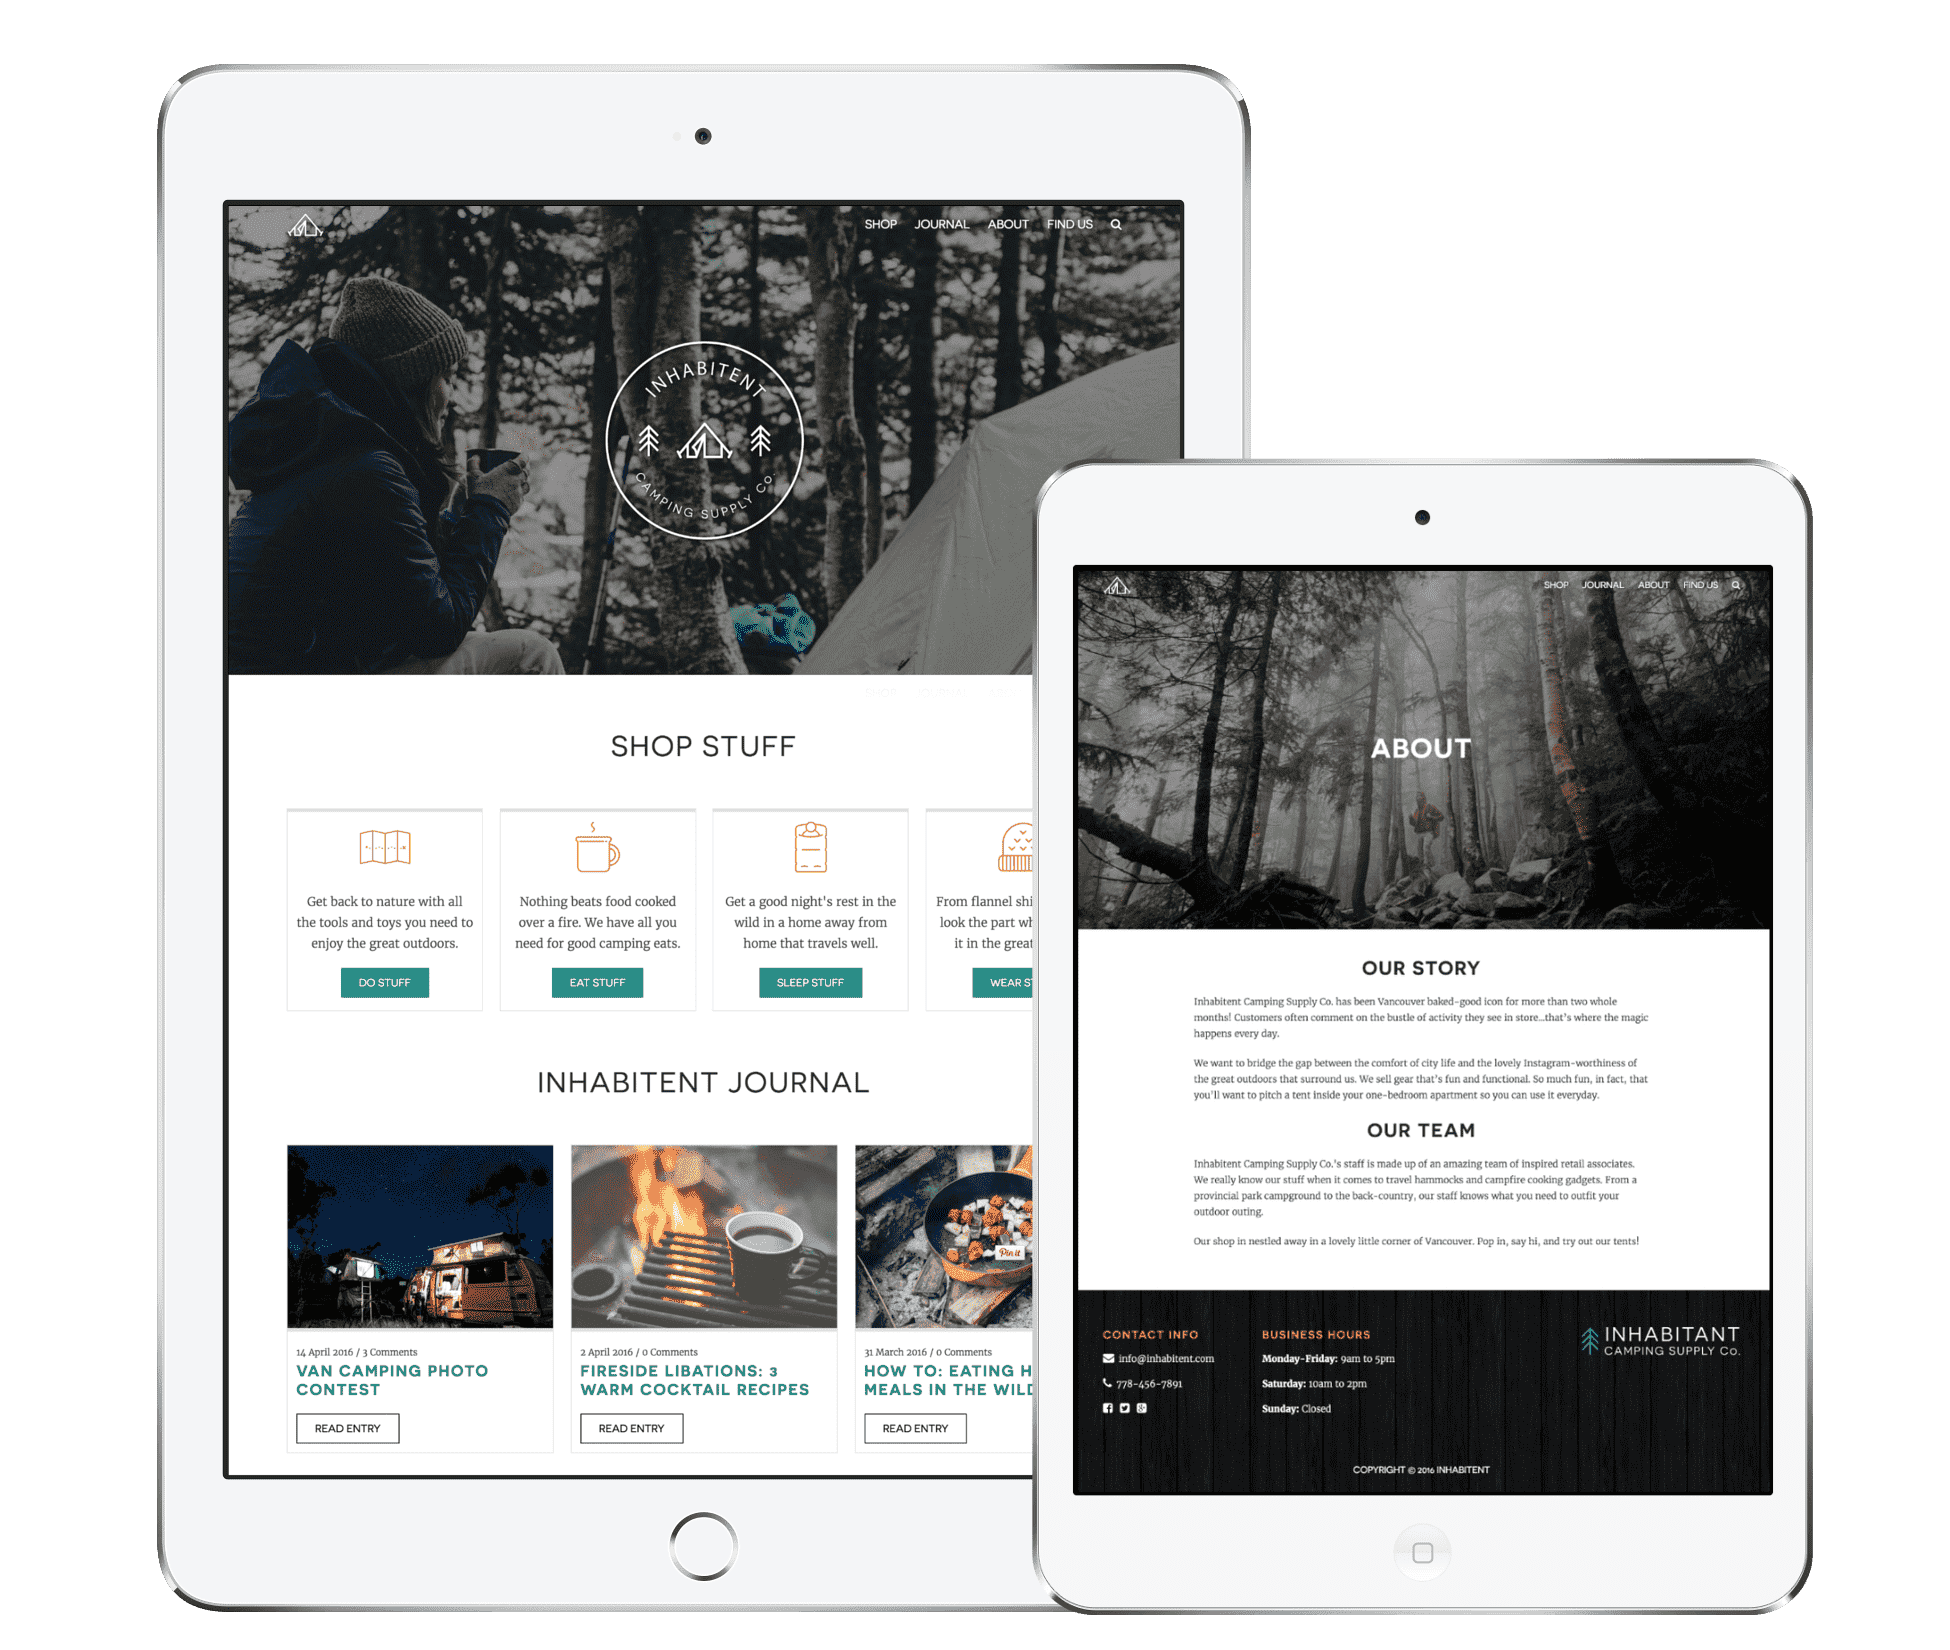 SHOP JOURNAL ABOUT FIND US
INHABITENT
CAMPING SUPPLY CO.
SHOP STUFF
Get back to nature with all
the tools and toys you need to
enjoy the great outdoors.
DO STUFF
Nothing beats food cooked
over a fire. We have all you
need for good camping eats.
EAT STUFF
Get a good night's rest in the
wild in a home away from
home that travels well.
SLEEP STUFF
From flannel shi
look the part wh
it in the great
WEAR ST
INHABITENT JOURNAL
14 April 2016 / 3 Comments
VAN CAMPING PHOTO
CONTEST
READ ENTRY
2 April 2016 / 0 Comments
FIRESIDE LIBATIONS: 3
WARM COCKTAIL RECIPES
READ ENTRY
Pin it
31 March 2016 / 0 Comments
HOW TO: EATING H
MEALS IN THE WILD
READ ENTRY
SHOP JOURNAL ABOUT FIND US
ABOUT
OUR STORY
Inhabitent Camping Supply Co. has been Vancouver baked-good icon for more than two whole
months! Customers often comment on the bustle of activity they see in store...that's where the magic
happens every day.
We want to bridge the gap between the comfort of city life and the lovely Instagram-worthiness of
the great outdoors that surround us. We sell gear that's fun and functional. So much fun, in fact, that
you'll want to pitch a tent inside your one-bedroom apartment so you can use it everyday.
OUR TEAM
Inhabitent Camping Supply Co.'s staff is made up of an amazing team of inspired retail associates.
We really know our stuff when it comes to travel hammocks and campfire cooking gadgets. From a
provincial park campground to the back-country, our staff knows what you need to outfit your
outdoor outing.
Our shop in nestled away in a lovely little corner of Vancouver. Pop in, say hi, and try out our tents!
CONTACT INFO
info@inhabitent.com
778-456-7891
BUSINESS HOURS
Monday-Friday: 9am to 5pm
Saturday: 10am to 2pm
Sunday: Closed
INHABITANT
CAMPING SUPPLY Co.
COPYRIGHT © 2016 INHABITENT